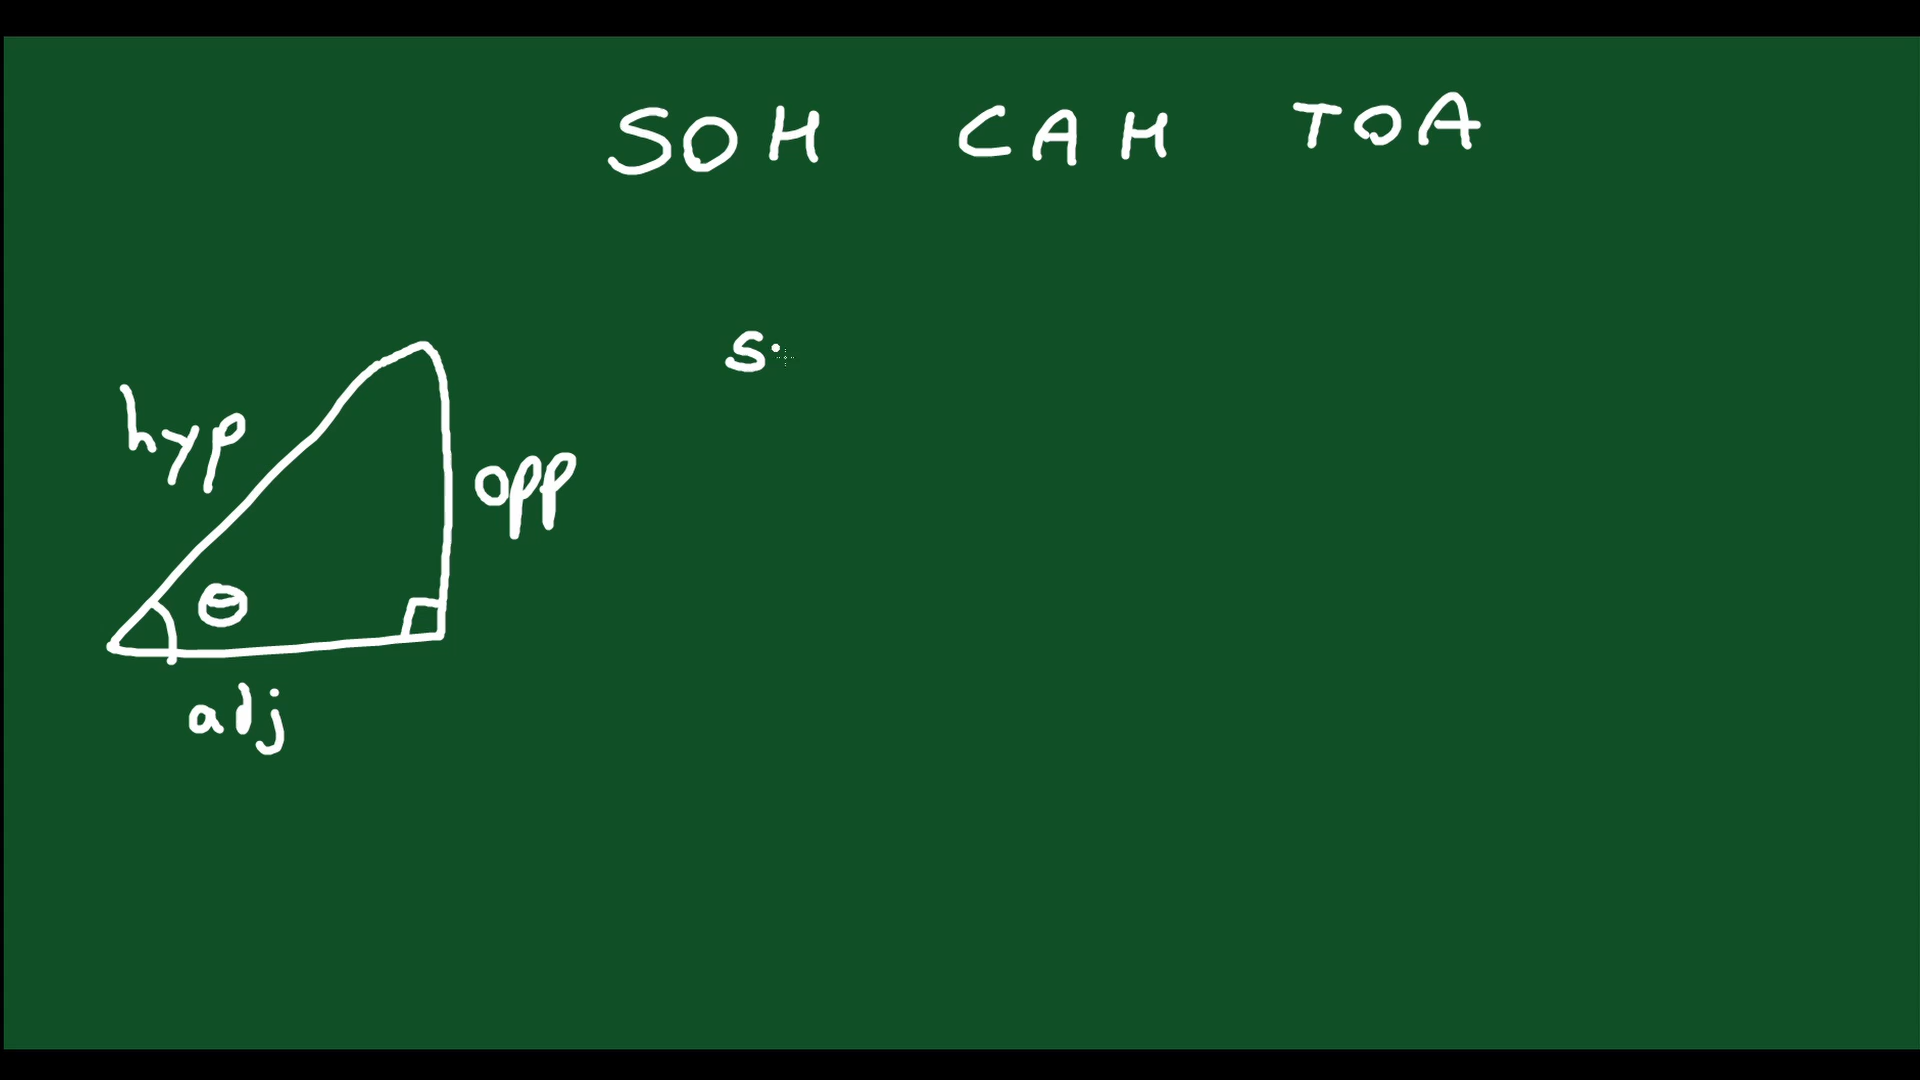 SOH CAH TOA
s
hyp
opp
θ
adj